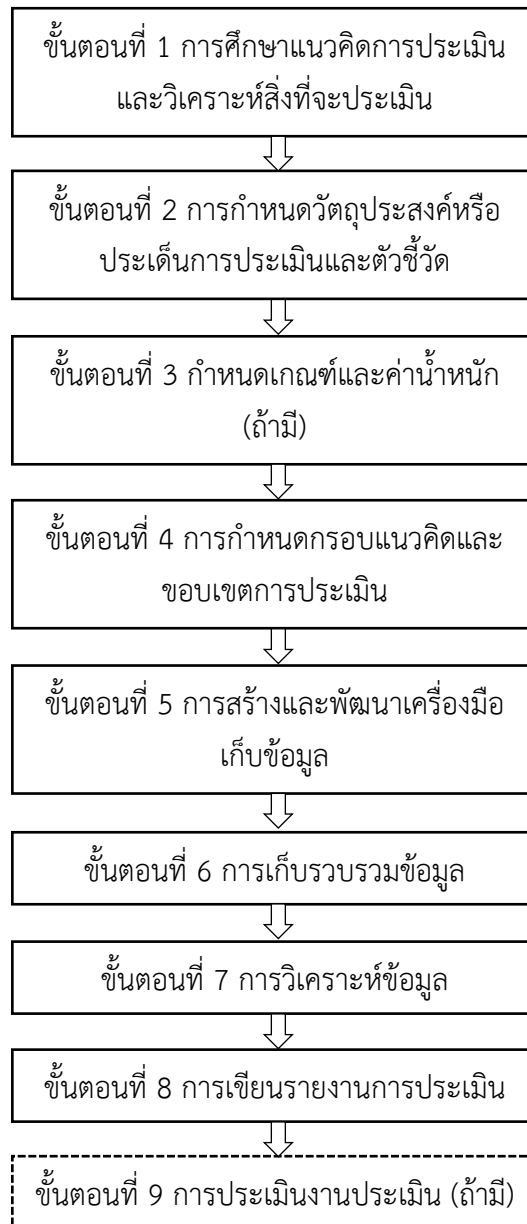 ขั้นตอนที่ 1 การศึกษาแนวคิดการประเมิน
และวิเคราะห์สิ่งที่จะประเมิน
ขั้นตอนที่ 2 การกำหนดวัตถุประสงค์หรือ
ประเด็นการประเมินและตัวชี้วัด
ขั้นตอนที่ 3 กำหนดเกณฑ์และค่าน้ำหนัก
(ถ้ามี)
ขั้นตอนที่ 4 การกำหนดกรอบแนวคิดและ
ขอบเขตการประเมิน
ขั้นตอนที่ 5 การสร้างและพัฒนาเครื่องมือ
เก็บข้อมูล
ขั้นตอนที่ 6 การเก็บรวบรวมข้อมูล
ขั้นตอนที่ 7 การวิเคราะห์ข้อมูล
ขั้นตอนที่ 8 การเขียนรายงานการประเมิน
ขั้นตอนที่ 9 การประเมินงานประเมิน (ถ้ามี)